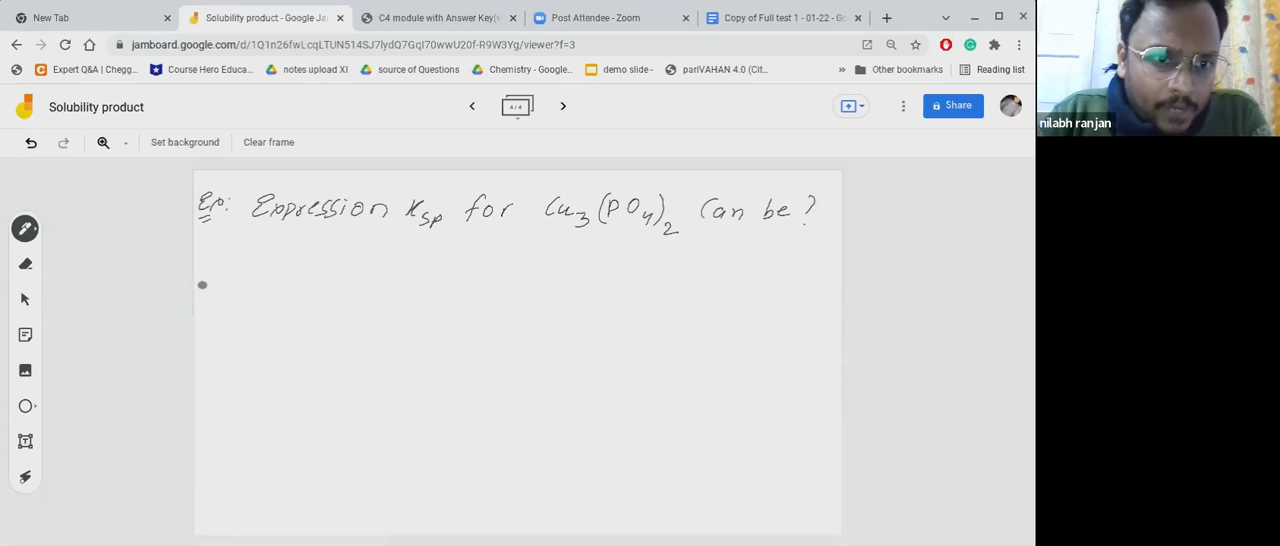 New Tab
Solubility product - Google Ja
C4 module with Answer Key(
Post Attendee - Zoom
Copy of Full test 1 - 01-22 - G
jamboard.google.com/d/1Q1n26fwLcqLTUN514SJ7lydQ7GqI70wwU20f-R9W3Yg/viewer?f=3
Expert Q&A | Chegg...
Course Hero Educa...
notes upload XI
source of Questions
Chemistry - Google...
demo slide -
pariVAHAN 4.0 (Cit...
»
Other bookmarks
Reading list
Solubility product
4/4
Share
Set background
Clear frame
Ep: Expression Ksp for Cu3(PO4)2 Can be?
nilabh ranjan